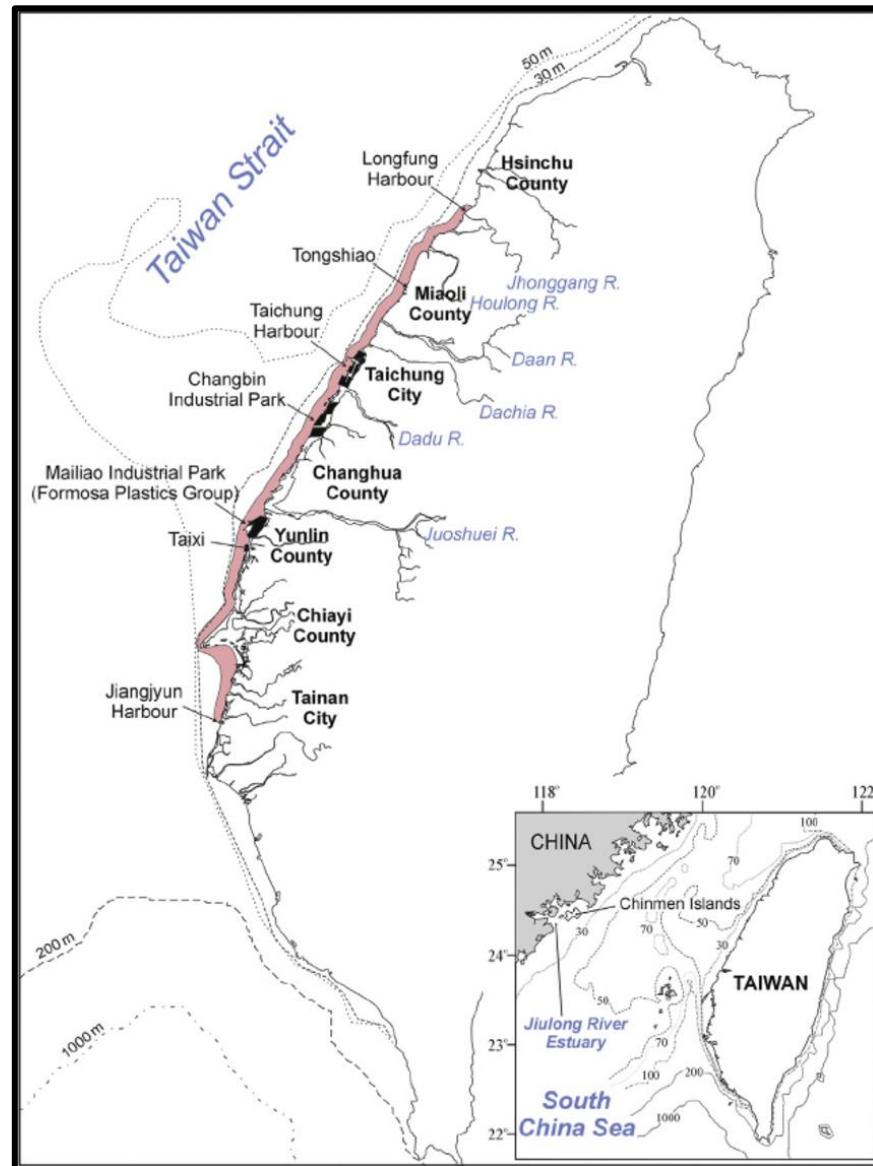 50 m
30 m
Taiwan Strait
Longfung
Harbour
Hsinchu
County
Tongshiao
Miaoli
County
Jhonggang R.
Houlong R.
Taichung
Harbour
Daan R.
Taichung
City
Changbin
Industrial Park
Dachia R.
Dadu R.
Changhua
County
Mailiao Industrial Park
(Formosa Plastics Group)
Taixi
Yunlin
County
Juoshuei R.
Chiayi
County
Jiangjyun
Harbour
Tainan
City
200 m
1000 m
118°
120°
122
25°
24°
23°
22°
CHINA
Chinmen Islands
100
70
50
30
70
30
50
TAIWAN
Jiulong River
Estuary
70
100
200
1000
South
China Sea